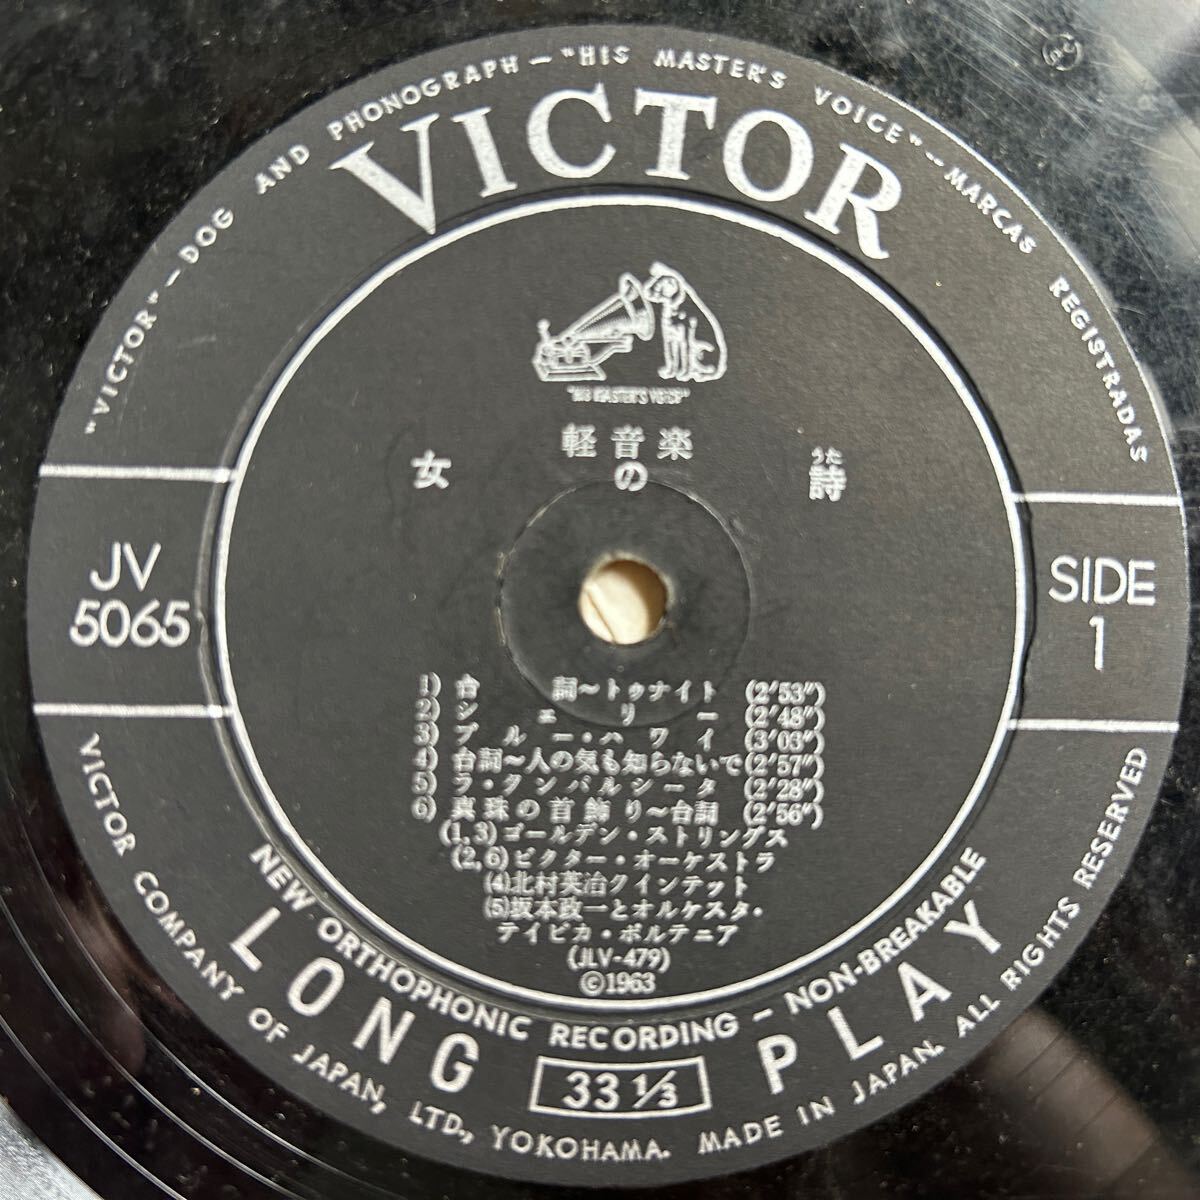 "VICTOR"-DOG AND PHONOGRAPH-"HIS MASTER'S VOICE"-MARCAS REGISTRADAS
VICTOR
"HIS MASTER'S VOICE"
軽音楽
うた
女の詩
JV
5065
SIDE
1
1) 台詞～トゥナイト (2′53″)
2) シェリー (2′48″)
3) ブルー・ハワイ (3′03″)
4) 台詞～人の気も知らないで (2′57″)
5) ラ・クンパルシータ (2′28″)
6) 真珠の首飾り～台詞 (2′56″)
(1,3) ゴールデン・ストリングス
(2,6) ビクター・オーケストラ
(4) 北村英治クインテット
(5) 坂本政一とオルケスタ・
ティピカ・ポルテニア
(JLV-479)
©1963
NEW ORTHOPHONIC RECORDING - NON-BREAKABLE
LONG 33 1/3 PLAY
VICTOR COMPANY OF JAPAN, LTD., YOKOHAMA. MADE IN JAPAN. ALL RIGHTS RESERVED